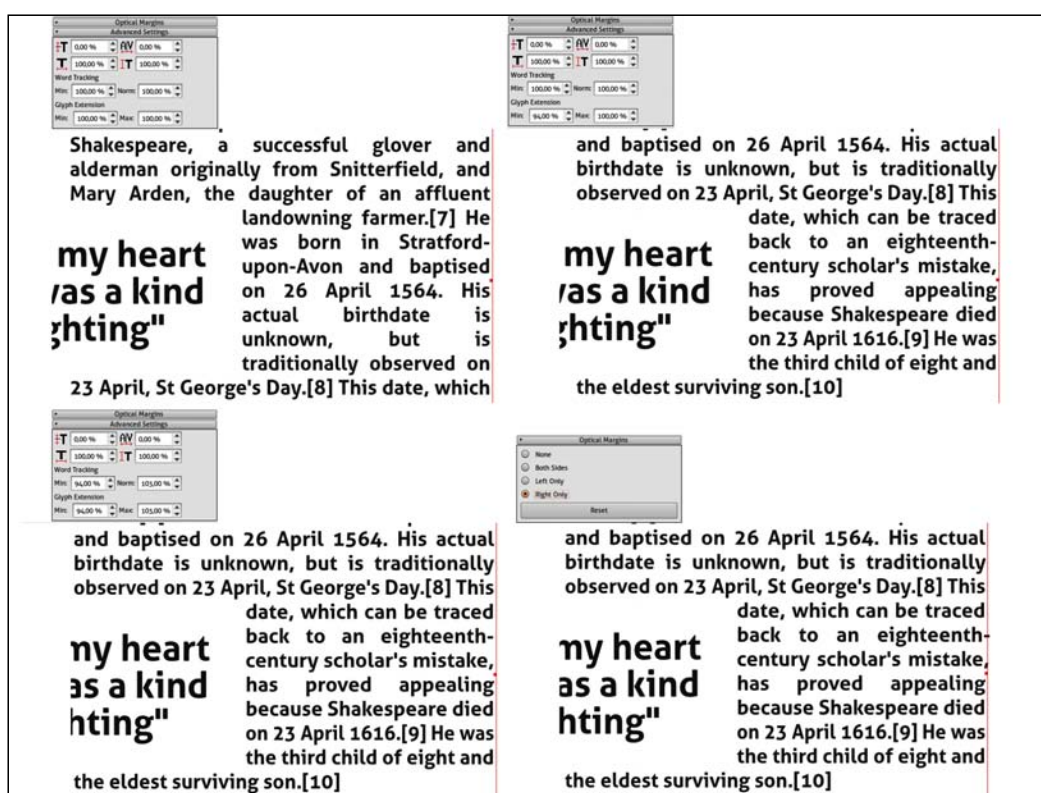 Optical Margins
Advanced Settings
T 0,00 % AV 0,00 %
T 100,00 % T 100,00 %
Word Tracking
Min: 100,00 % Norm: 100,00 %
Glyph Extension
Min: 100,00 % Max: 100,00 %
Shakespeare, a successful glover and
alderman originally from Snitterfield, and
Mary Arden, the daughter of an affluent
landowning farmer.[7] He
was born in Stratford-
upon-Avon and baptised
on 26 April 1564. His
actual birthdate is
unknown, but is
traditionally observed on
23 April, St George's Day.[8] This date, which
my heart
as a kind
hting"
Optical Margins
Advanced Settings
T 0,00 % AV 0,00 %
T 100,00 % T 100,00 %
Word Tracking
Min: 100,00 % Norm: 100,00 %
Glyph Extension
Min: 94,00 % Max: 100,00 %
and baptised on 26 April 1564. His actual
birthdate is unknown, but is traditionally
observed on 23 April, St George's Day.[8] This
date, which can be traced
back to an eighteenth-
century scholar's mistake,
has proved appealing
because Shakespeare died
on 23 April 1616.[9] He was
the third child of eight and
the eldest surviving son.[10]
my heart
as a kind
hting"
Optical Margins
Advanced Settings
T 0,00 % AV 0,00 %
T 100,00 % T 100,00 %
Word Tracking
Min: 94,00 % Norm: 103,00 %
Glyph Extension
Min: 94,00 % Max: 103,00 %
and baptised on 26 April 1564. His actual
birthdate is unknown, but is traditionally
observed on 23 April, St George's Day.[8] This
date, which can be traced
back to an eighteenth-
century scholar's mistake,
has proved appealing
because Shakespeare died
on 23 April 1616.[9] He was
the third child of eight and
the eldest surviving son.[10]
my heart
as a kind
hting"
Optical Margins
None
Both Sides
Left Only
Right Only
Reset
and baptised on 26 April 1564. His actual
birthdate is unknown, but is traditionally
observed on 23 April, St George's Day.[8] This
date, which can be traced
back to an eighteenth-
century scholar's mistake,
has proved appealing
because Shakespeare died
on 23 April 1616.[9] He was
the third child of eight and
the eldest surviving son.[10]
my heart
as a kind
hting"